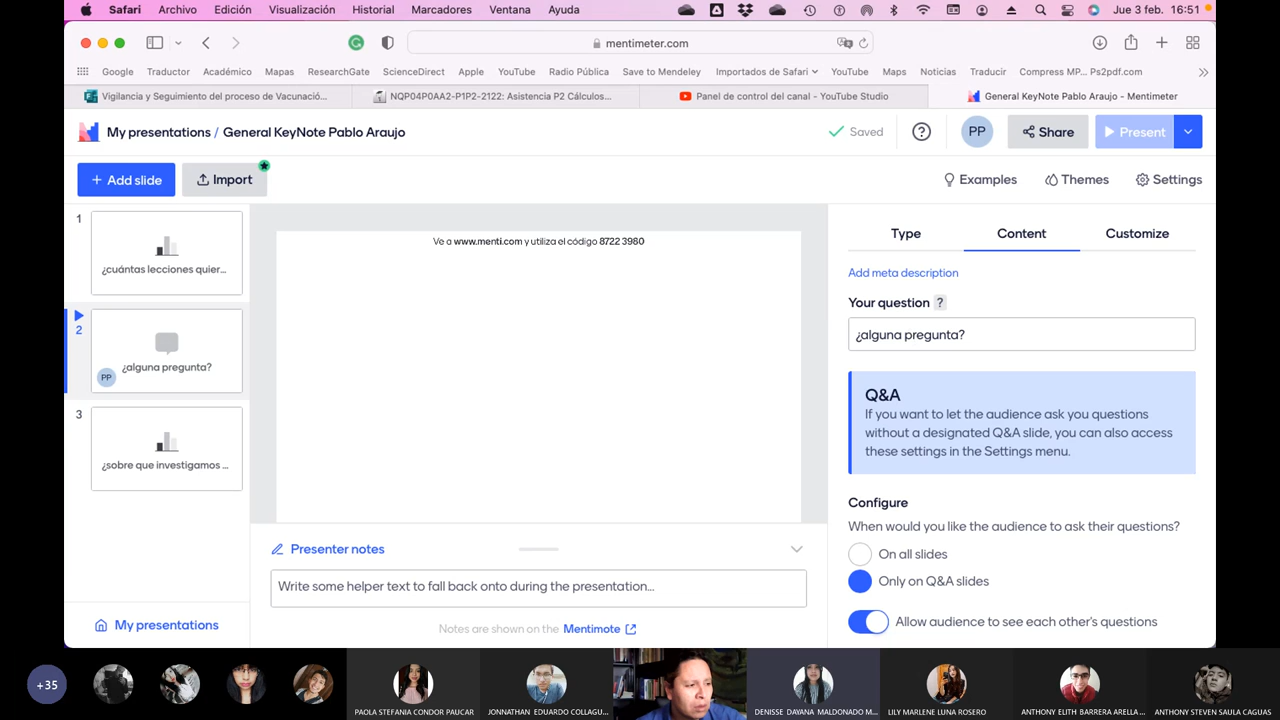 Safari Archivo Edición Visualización Historial Marcadores Ventana Ayuda Jue 3 feb. 16:51
mentimeter.com
Google Traductor Académico Mapas ResearchGate ScienceDirect Apple YouTube Radio Pública Save to Mendeley Importados de Safari YouTube Maps Noticias Traducir Compress MP... Ps2pdf.com
Vigilancia y Seguimiento del proceso de Vacunació... NQP04P0AA2-P1P2-2122: Asistencia P2 Cálculos... Panel de control del canal - YouTube Studio General KeyNote Pablo Araujo - Mentimeter
My presentations / General KeyNote Pablo Araujo Saved ? PP Share Present
+ Add slide Import Examples Themes Settings
1
¿cuántas lecciones quier...
2
¿alguna pregunta?
PP
3
¿sobre que investigamos ...
My presentations
Ve a www.menti.com y utiliza el código 8722 3980
Presenter notes
Write some helper text to fall back onto during the presentation...
Notes are shown on the Mentimote
Type Content Customize
Add meta description
Your question ?
¿alguna pregunta?
Q&A
If you want to let the audience ask you questions
without a designated Q&A slide, you can also access
these settings in the Settings menu.
Configure
When would you like the audience to ask their questions?
On all slides
Only on Q&A slides
Allow audience to see each other's questions
+35
PAOLA STEFANIA CONDOR PAUCAR JONNATHAN EDUARDO COLLAGU... DENISSE DAYANA MALDONADO M... LILY MARLENE LUNA ROSERO ANTHONY ELITH BARRERA ARELLA... ANTHONY STEVEN SAULA CAGUAS